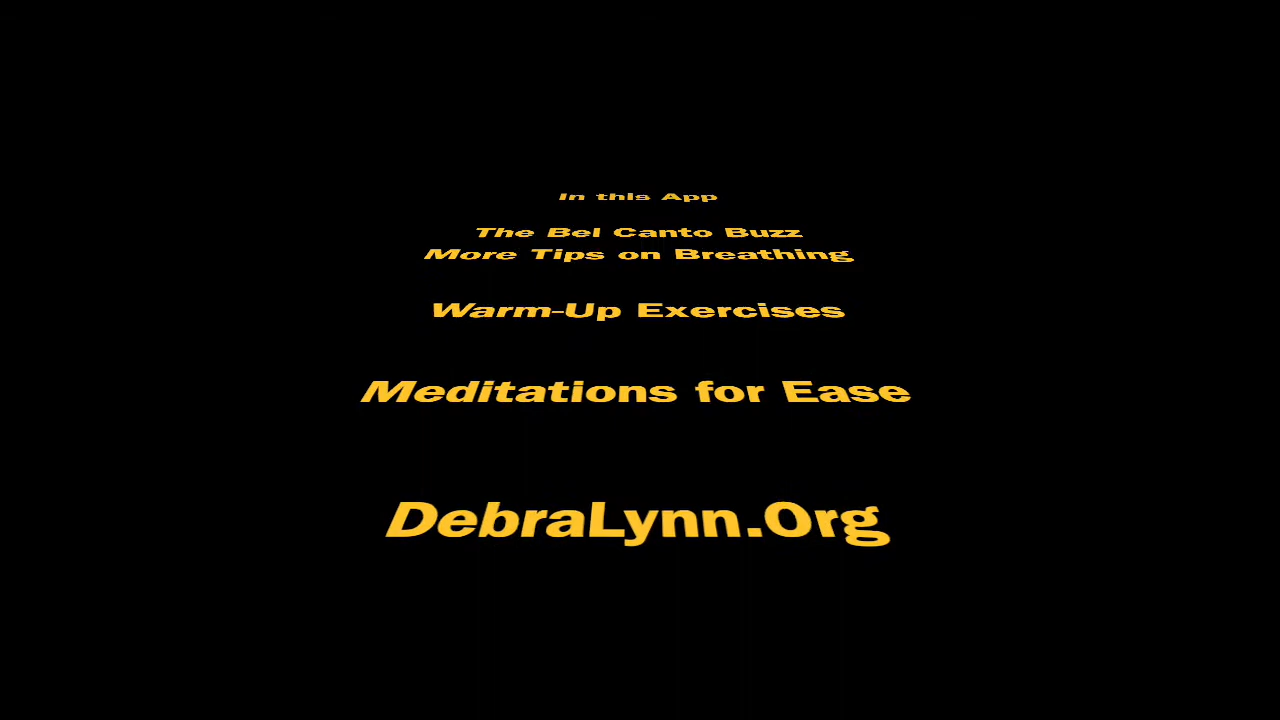 In this App
The Bel Canto Buzz
More Tips on Breathing
Warm-Up Exercises
Meditations for Ease
DebraLynn.Org